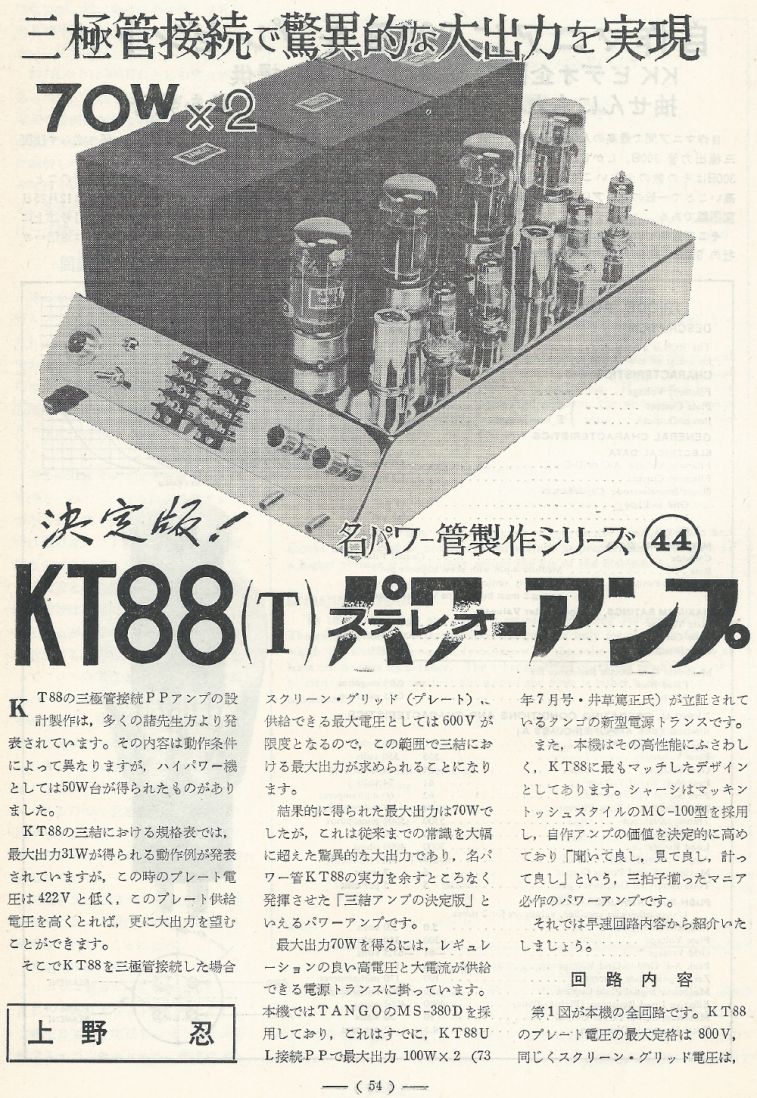 三極管接続で驚異的な大出力を実現
70W×2
決定版!
名パワー管製作シリーズ 44
KT88(T)ステレオパワーアンプ
KT88の三極管接続PPアンプの設
計製作は，多くの諸先生方より発
表されています。その内容は動作条件
によって異なりますが，ハイパワー機
としては50W台が得られたものがあり
ました。
KT88の三結における規格表では，
最大出力31Wが得られる動作例が発表
されていますが，この時のプレート電
圧は422Vと低く，このプレート供給
電圧を高くとれば，更に大出力を望む
ことができます。
そこでKT88を三極管接続した場合
上野 忍
スクリーン・グリッド（プレート）に
供給できる最大電圧としては600Vが
限度となるので，この範囲で三結にお
ける最大出力が求められることになり
ます。
結果的に得られた最大出力は70Wで
したが，これは従来までの常識を大幅
に超えた驚異的な大出力であり，名パ
ワー管KT88の実力を余すところなく
発揮させた「三結アンプの決定版」と
いえるパワーアンプです。
最大出力70Wを得るには，レギュレ
ーションの良い高電圧と大電流が供給
できる電源トランスに掛っています。
本機ではTANGOのMS-380Dを採
用しており，これはすでに，KT88U
L接続PPで最大出力 100W×2（73
年7月号・井草篤正氏）が立証されて
いるタンゴの新型電源トランスです。
また，本機はその高性能にふさわし
く，KT88に最もマッチしたデザイン
としてあります。シャーシはマッキン
トッシュスタイルのMC-100型を採用
し，自作アンプの価値を決定的に高め
ており「聞いて良し，見て良し，計っ
て良し」という，三拍子揃ったマニア
必作のパワーアンプです。
それでは早速回路内容から紹介いた
しましょう。
回路内容
第1図が本機の全回路です。KT88
のプレート電圧の最大定格は 800V，
同じくスクリーン・グリッド電圧は，
—(54)—